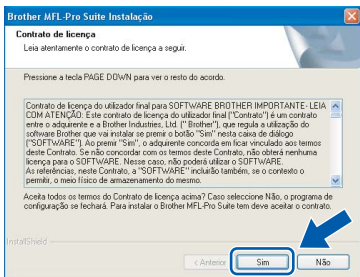 Brother MFL-Pro Suite Instalação
Contrato de licença
Leia atentamente o contrato de licença a seguir.
Pressione a tecla PAGE DOWN para ver o resto do acordo.
Contrato de licença do utilizador final para SOFTWARE BROTHER IMPORTANTE- LEIA
COM ATENÇÃO: Este contrato de licença do utilizador final ("Contrato") é um contrato
entre o adquirente e a Brother Industries, Ltd. (" Brother"), que regula a utilização do
software Brother que vai instalar se premir o botão "Sim" nesta caixa de diálogo
("SOFTWARE"). Ao premir "Sim", o adquirente concorda em ficar vinculado aos termos
deste Contrato. Se não concordar com os termos deste Contrato, não obterá nenhuma
licença para o SOFTWARE. Nesse caso, não poderá utilizar o SOFTWARE.
As referências, neste Contrato, a "SOFTWARE" incluirão também, se o contexto o
permitir, o meio físico de armazenamento do mesmo.
Aceita todos os termos do Contrato de licença acima? Caso seleccione Não, o programa de
configuração se fechará. Para instalar o Brother MFL-Pro Suite tem deve aceitar o contrato.
InstallShield
< Anterior
Sim
Não